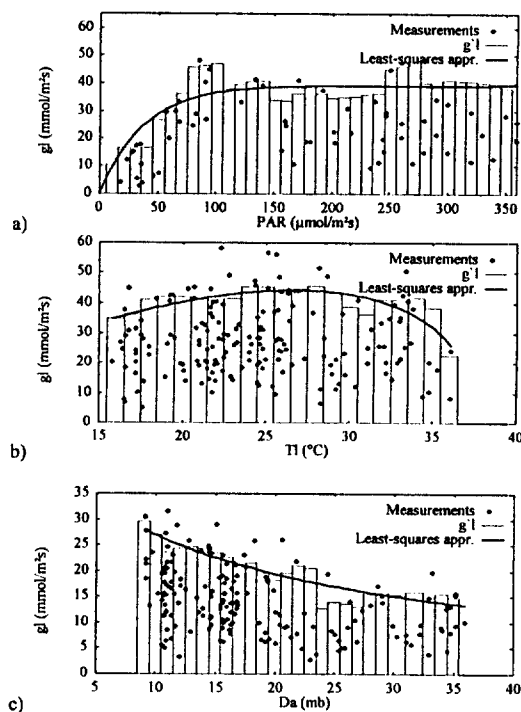 Measurements
g`l
Least-squares appr.
60
50
40
30
20
10
0
gl (mmol/m²s)
0 50 100 150 200 250 300 350
PAR (µmol/m²s)
a)
Measurements
g`l
Least-squares appr.
60
50
40
30
20
10
0
gl (mmol/m²s)
15 20 25 30 35 40
Tl (°C)
b)
Measurements
g`l
Least-squares appr.
35
30
25
20
15
10
5
0
gl (mmol/m²s)
5 10 15 20 25 30 35 40
Da (mb)
c)